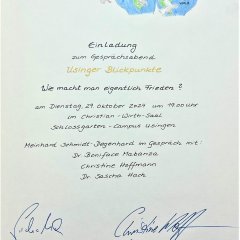 Einladung
zum Gesprächsabend
Usinger Blickpunkte
Wie macht man eigentlich Frieden?
am Dienstag, 29. Oktober 2024 um 19:00 Uhr
im Christian-Wirth-Saal
Schlossgarten - Campus Usingen
Meinhard Schmidt-Degenhard im Gespräch mit:
Dr. Boniface Mabanza
Christine Hoffmann
Dr. Sascha Hach
Christine Hoff